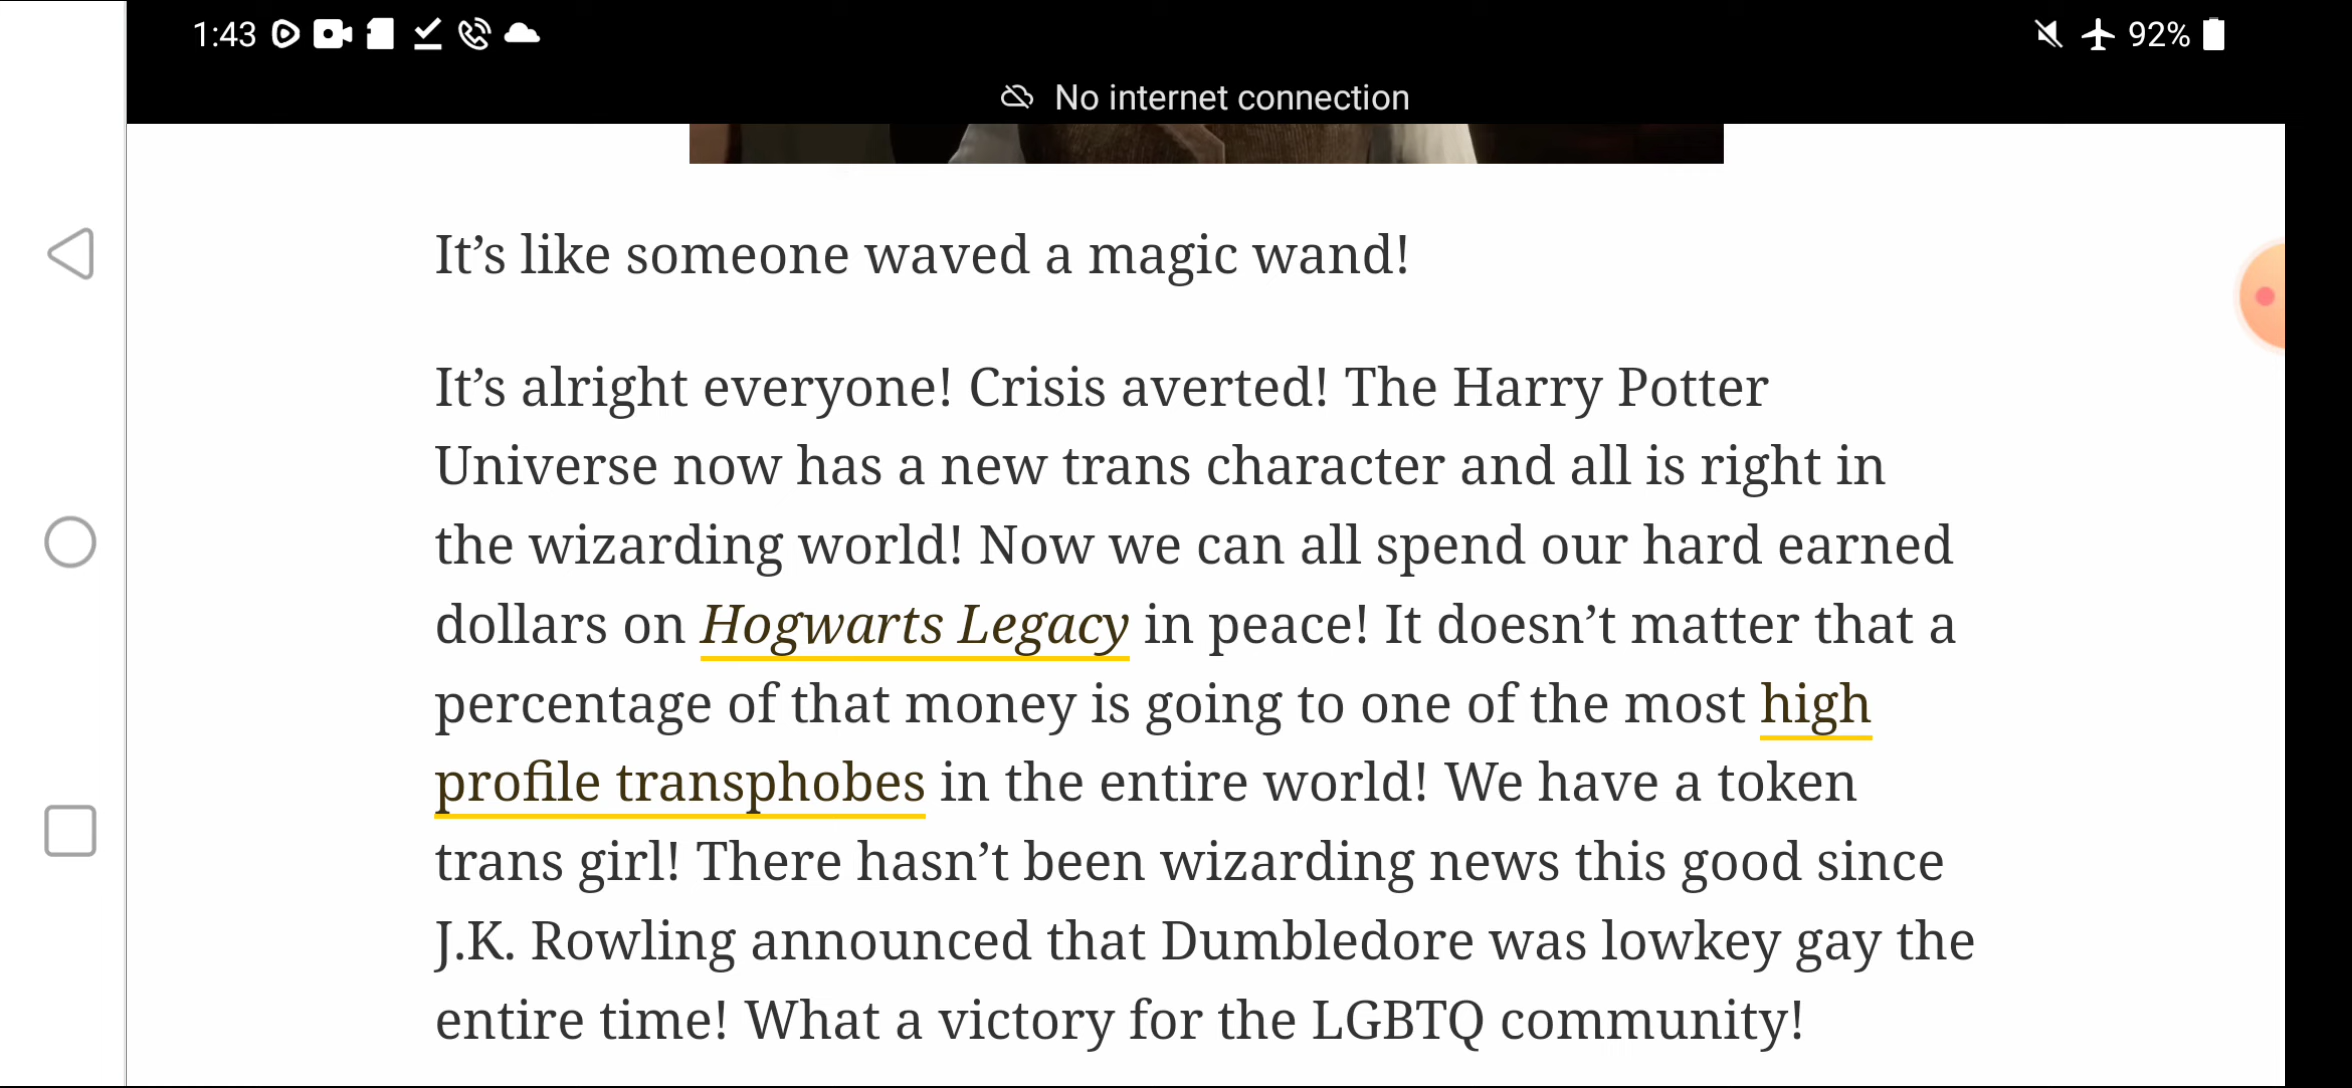 1:43
92%
No internet connection
It’s like someone waved a magic wand!
It’s alright everyone! Crisis averted! The Harry Potter
Universe now has a new trans character and all is right in
the wizarding world! Now we can all spend our hard earned
dollars on Hogwarts Legacy in peace! It doesn’t matter that a
percentage of that money is going to one of the most high
profile transphobes in the entire world! We have a token
trans girl! There hasn’t been wizarding news this good since
J.K. Rowling announced that Dumbledore was lowkey gay the
entire time! What a victory for the LGBTQ community!